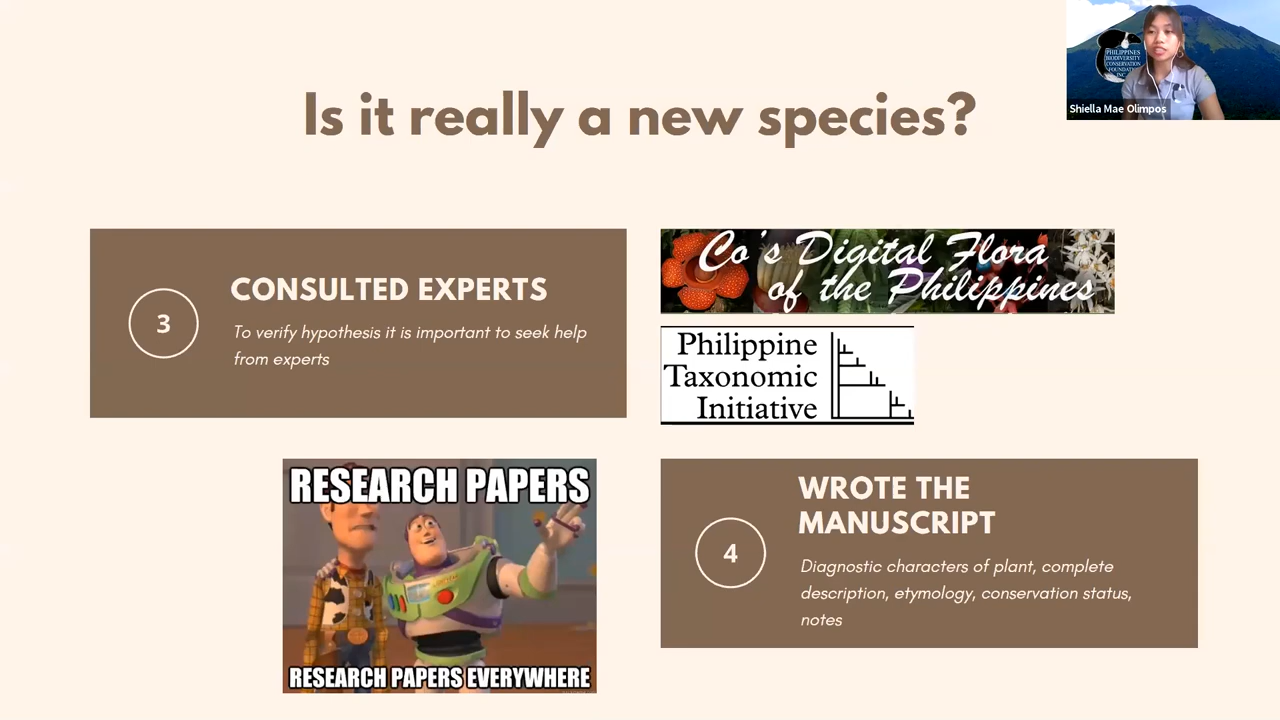 Is it really a new species?
PHILIPPINES
BIODIVERSITY
CONSERVATION
FOUNDATION
INC.
Shiella Mae Olimpos
3
CONSULTED EXPERTS
To verify hypothesis it is important to seek help
from experts
Co's Digital Flora
of the Philippines
Philippine
Taxonomic
Initiative
RESEARCH PAPERS
RESEARCH PAPERS EVERYWHERE
4
WROTE THE
MANUSCRIPT
Diagnostic characters of plant, complete
description, etymology, conservation status,
notes